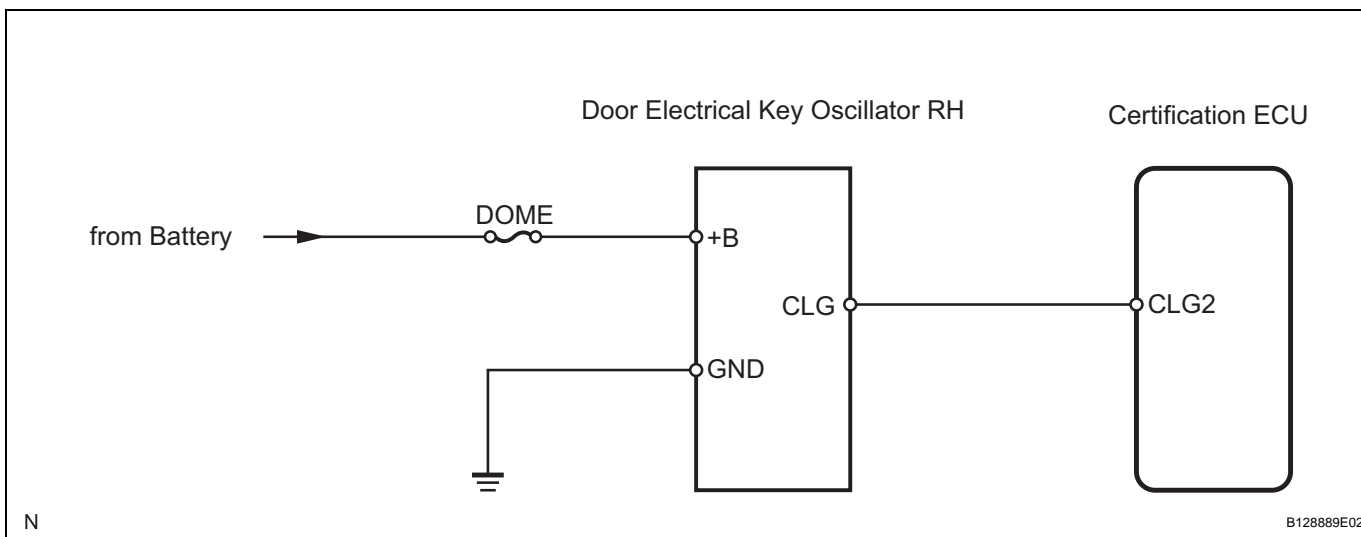 Door Electrical Key Oscillator RH
Certification ECU
DOME
from Battery
+B
CLG
CLG2
GND
N
B128889E02